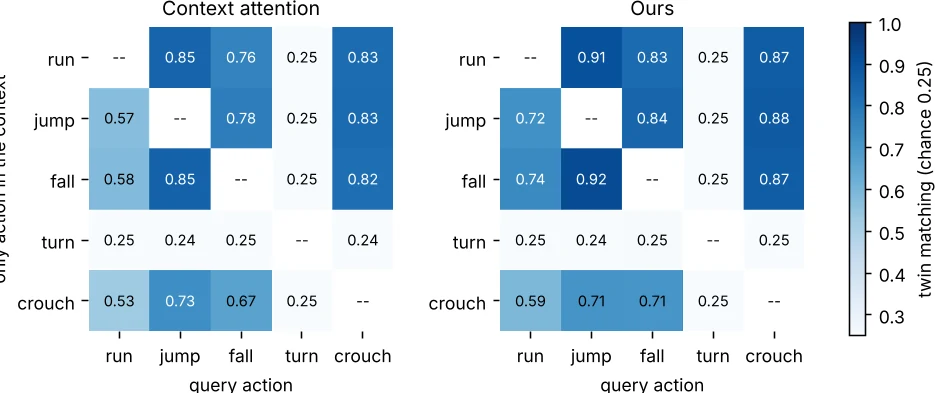 Context attention
run -- 0.85 0.76 0.25 0.83
jump 0.57 -- 0.78 0.25 0.83
fall 0.58 0.85 -- 0.25 0.82
turn 0.25 0.24 0.25 -- 0.24
crouch 0.53 0.73 0.67 0.25 --
run jump fall turn crouch
query action
only action in the context
Ours
run -- 0.91 0.83 0.25 0.87
jump 0.72 -- 0.84 0.25 0.88
fall 0.74 0.92 -- 0.25 0.87
turn 0.25 0.24 0.25 -- 0.25
crouch 0.59 0.71 0.71 0.25 --
run jump fall turn crouch
query action
1.0
0.9
0.8
0.7
0.6
0.5
0.4
0.3
twin matching (chance 0.25)